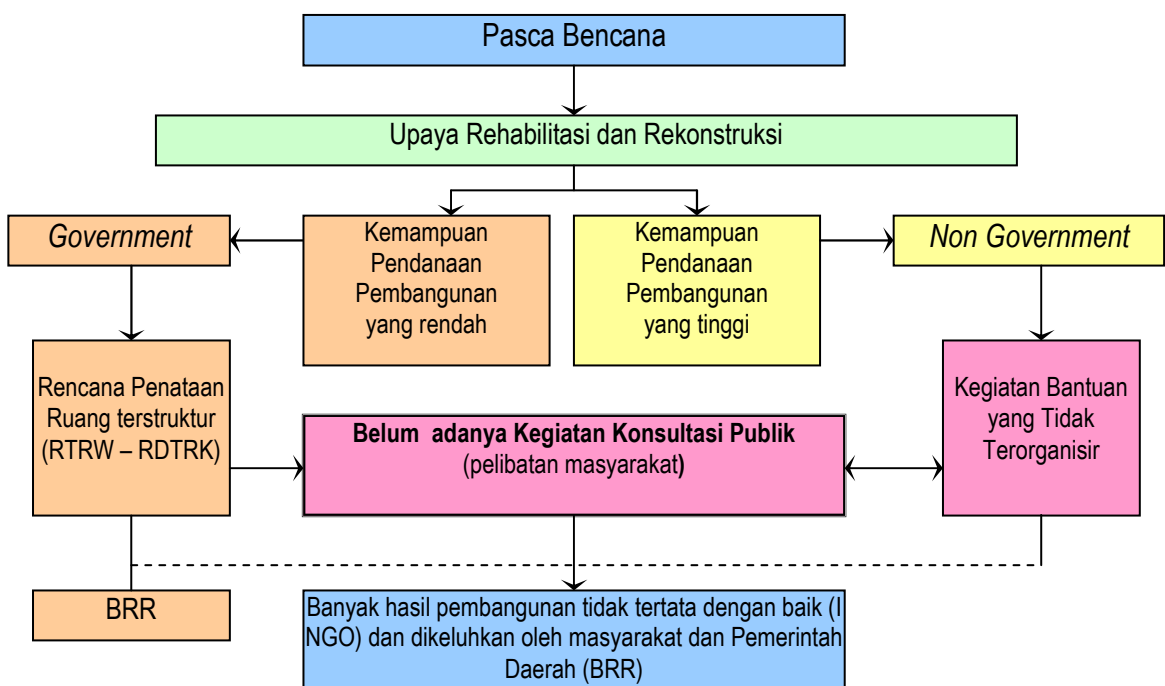 Pasca Bencana
Upaya Rehabilitasi dan Rekonstruksi
Government
Kemampuan
Pendanaan
Pembangunan
yang rendah
Kemampuan
Pendanaan
Pembangunan
yang tinggi
Non Government
Rencana Penataan
Ruang terstruktur
(RTRW – RDTRK)
Belum adanya Kegiatan Konsultasi Publik
(pelibatan masyarakat)
Kegiatan Bantuan
yang Tidak
Terorganisir
BRR
Banyak hasil pembangunan tidak tertata dengan baik (I
NGO) dan dikeluhkan oleh masyarakat dan Pemerintah
Daerah (BRR)